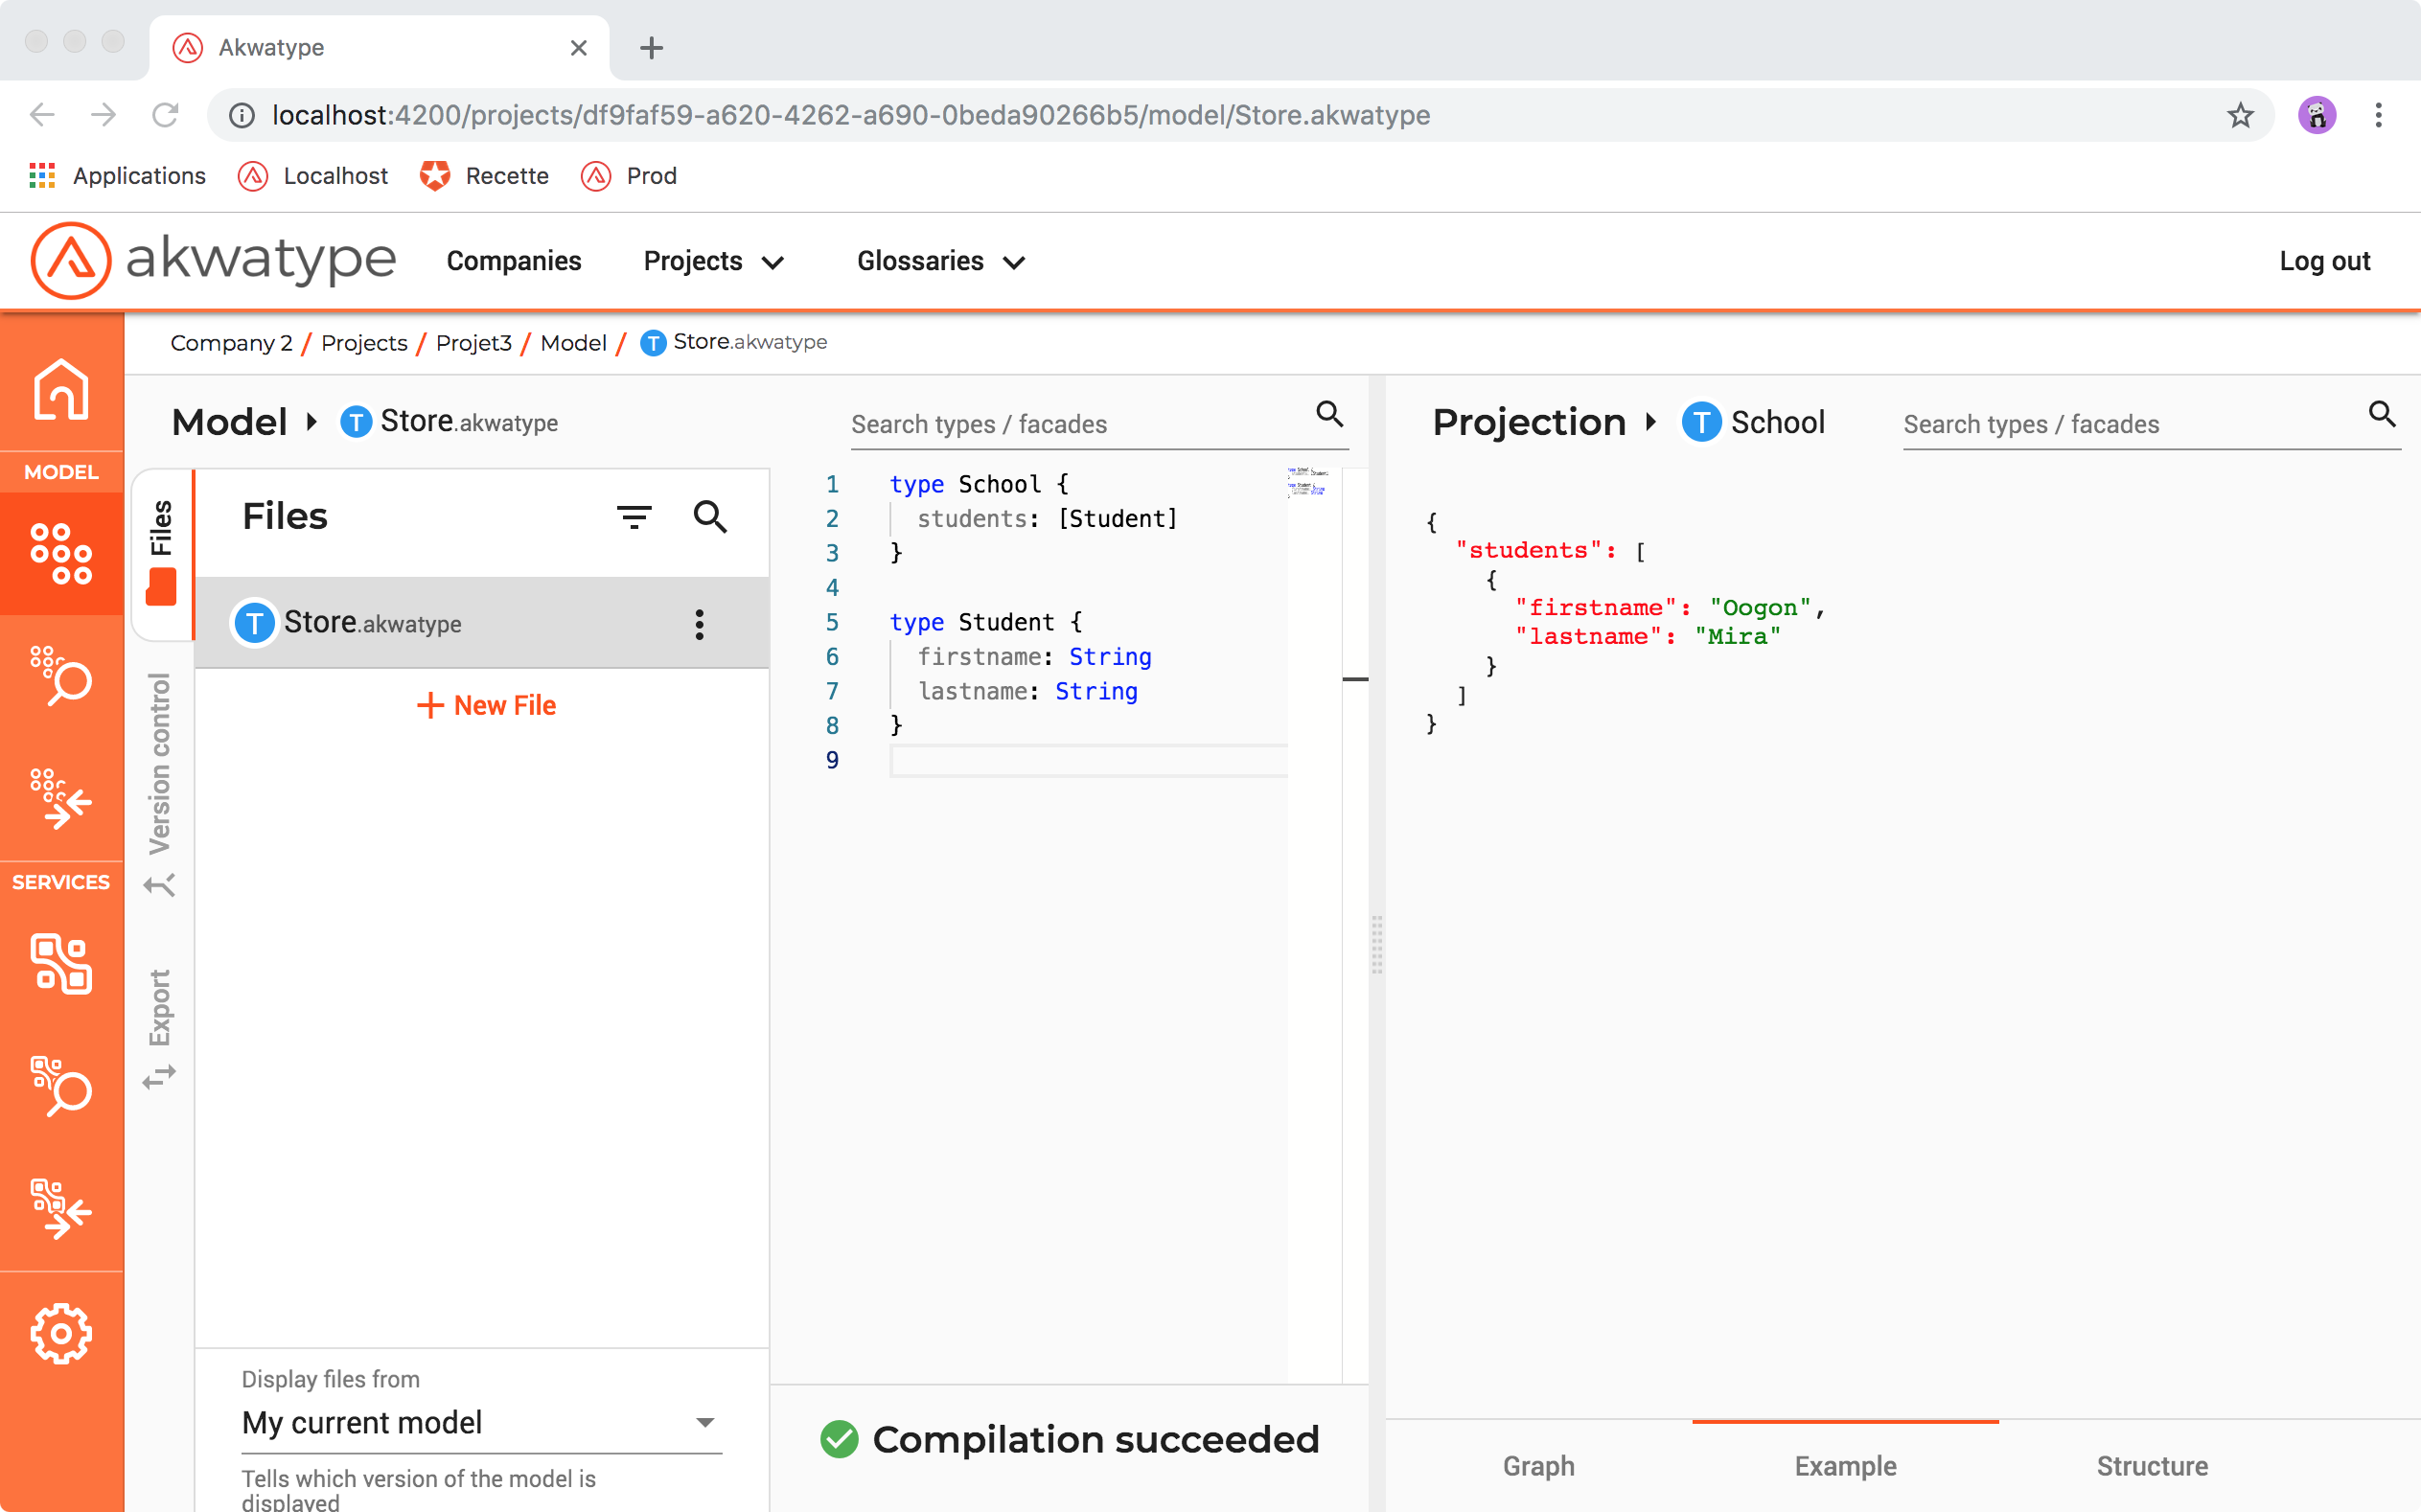 Akwatype
localhost:4200/projects/df9faf59-a620-4262-a690-0beda90266b5/model/Store.akwatype
Applications Localhost Recette Prod
akwatype Companies Projects Glossaries Log out
Company 2 / Projects / Projet3 / Model / T Store.akwatype
MODEL
SERVICES
Files
Version control
Export
Model T Store.akwatype
Search types / facades
Files
T Store.akwatype
+ New File
Display files from
My current model
Tells which version of the model is
displayed
1 type School {
2 students: [Student]
3 }
4
5 type Student {
6 firstname: String
7 lastname: String
8 }
9
Compilation succeeded
Projection T School
Search types / facades
{
"students": [
{
"firstname": "Oogon",
"lastname": "Mira"
}
]
}
Graph Example Structure